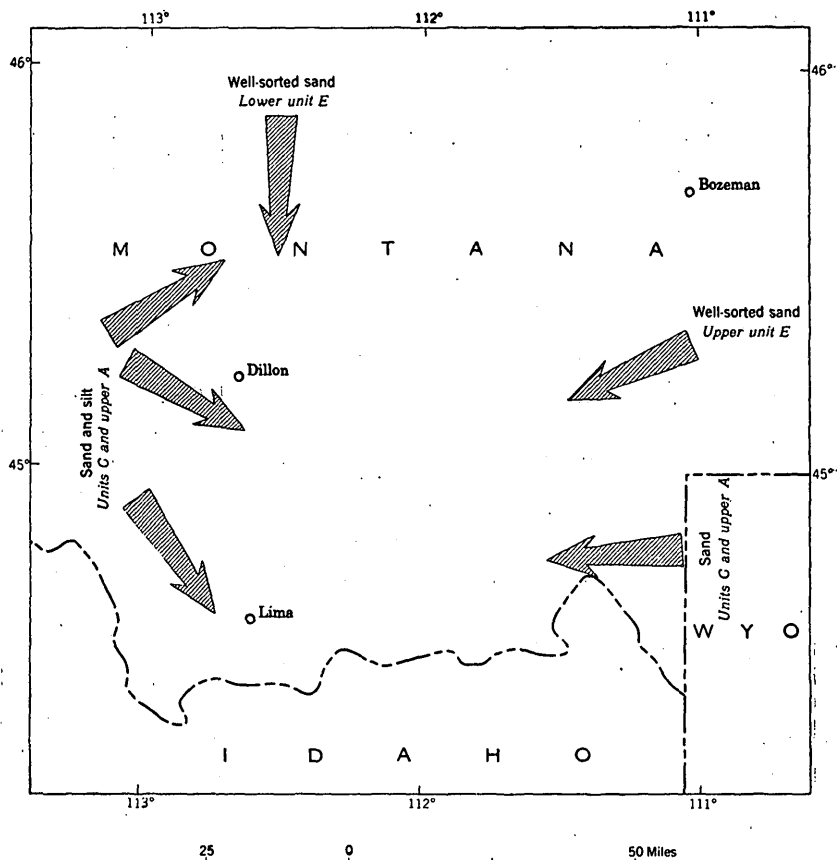 113° 112° 111°
46° 46°
Well-sorted sand
Lower unit E
Bozeman
M O N T A N A
Well-sorted sand
Upper unit E
Dillon
Sand and silt
Units C and upper A
45° 45°
Sand
Units C and upper A
Lima
W Y O
I D A H O
113° 112° 111°
25 0 50 Miles